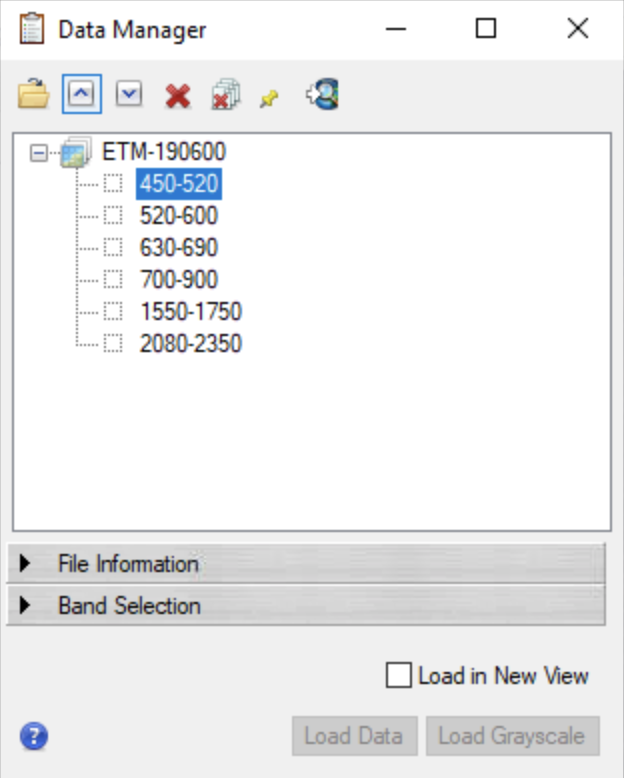 Data Manager
ETM-190600
450-520
520-600
630-690
700-900
1550-1750
2080-2350
File Information
Band Selection
Load in New View
Load Data Load Grayscale